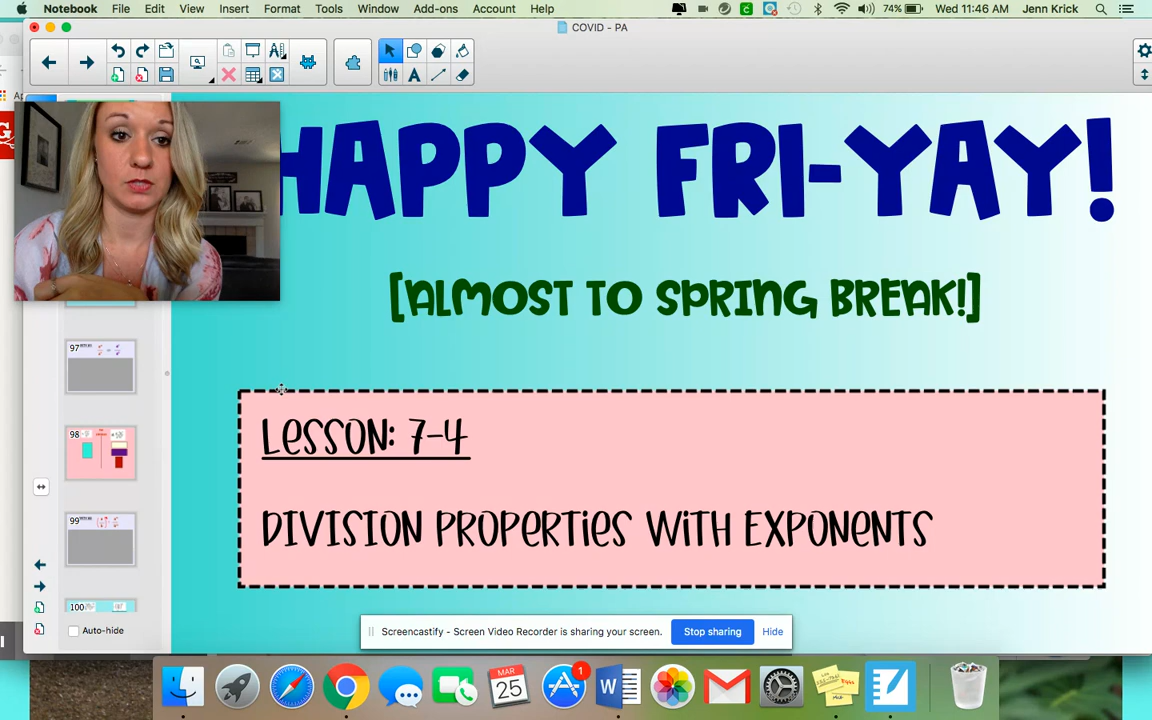 Notebook File Edit View Insert Format Tools Window Add-ons Account Help 74% Wed 11:46 AM Jenn Krick
COVID - PA
HAPPY FRI-YAY!
[ALMOST TO SPRING BREAK!]
LESSON: 7-4
DIVISION PROPERTIES WITH EXPONENTS
97
98
99
100
Auto-hide
Screencastify - Screen Video Recorder is sharing your screen. Stop sharing Hide
MAR
25
1